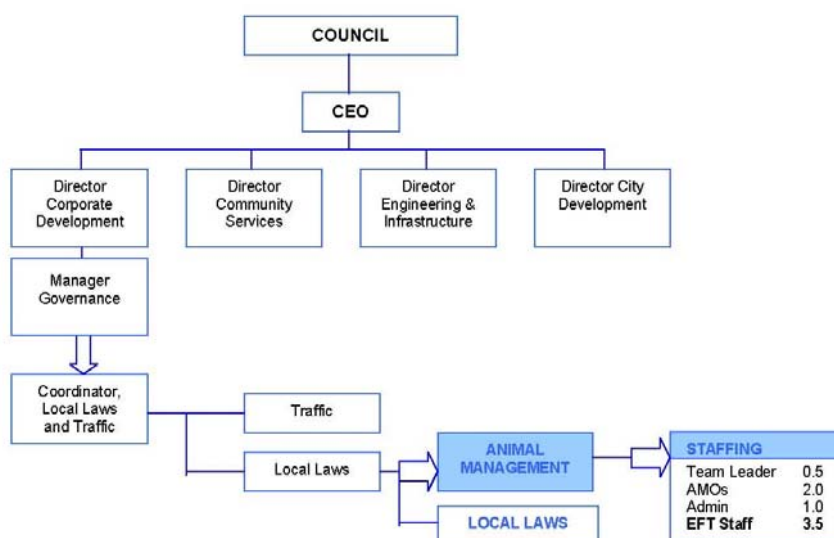 COUNCIL
CEO
Director
Corporate
Development
Director
Community
Services
Director
Engineering &
Infrastructure
Director City
Development
Manager
Governance
Coordinator,
Local Laws
and Traffic
Traffic
Local Laws
ANIMAL
MANAGEMENT
LOCAL LAWS
STAFFING
Team Leader 0.5
AMOs 2.0
Admin 1.0
EFT Staff 3.5